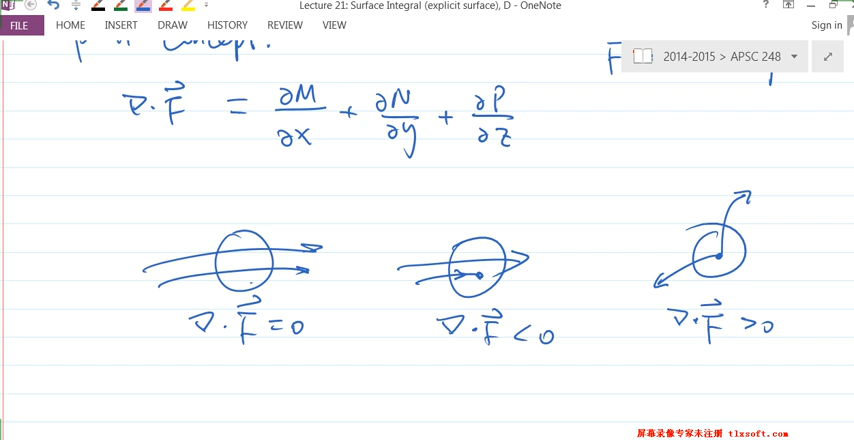 Lecture 21: Surface Integral (explicit surface), D - OneNote
FILE HOME INSERT DRAW HISTORY REVIEW VIEW Sign in
2014-2015 > APSC 248
concept.
∇·F⃗ = ∂M/∂x + ∂N/∂y + ∂P/∂z
∇·F⃗ = 0
∇·F⃗ < 0
∇·F⃗ > 0
屏幕录像专家未注册 tlxsoft.com